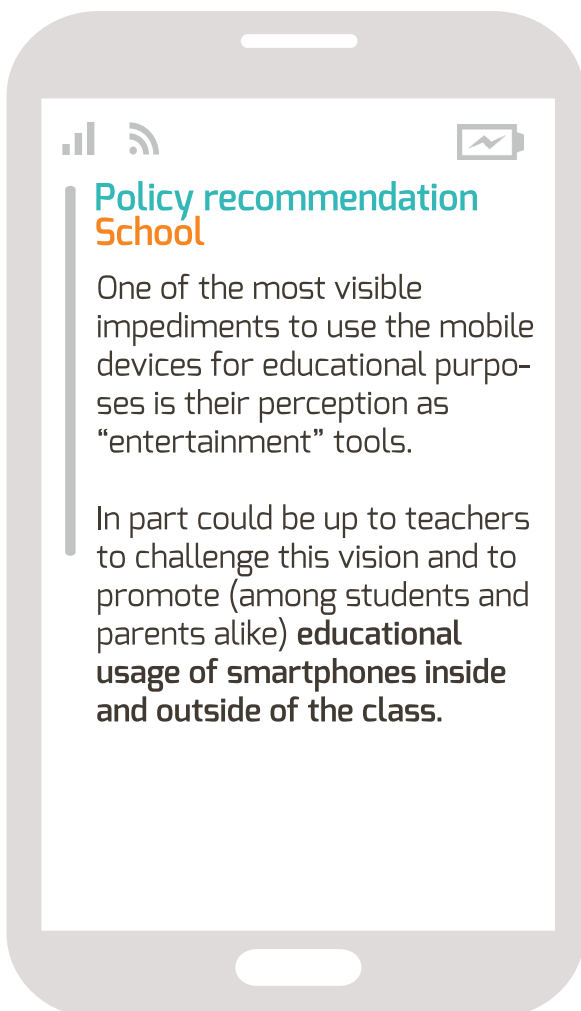 Policy recommendation
School
One of the most visible
impediments to use the mobile
devices for educational purpo-
ses is their perception as
“entertainment” tools.
In part could be up to teachers
to challenge this vision and to
promote (among students and
parents alike) educational
usage of smartphones inside
and outside of the class.